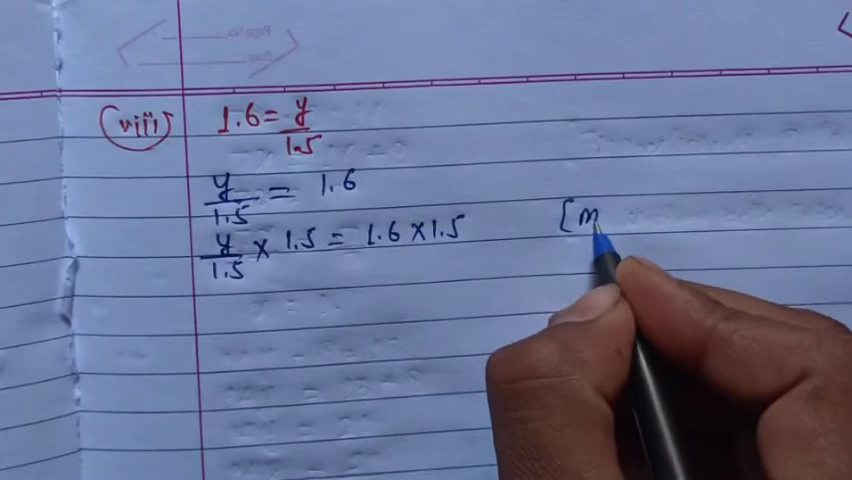 viii 1.6 = y/1.5
y/1.5 = 1.6
y/1.5 × 1.5 = 1.6 × 1.5 [m